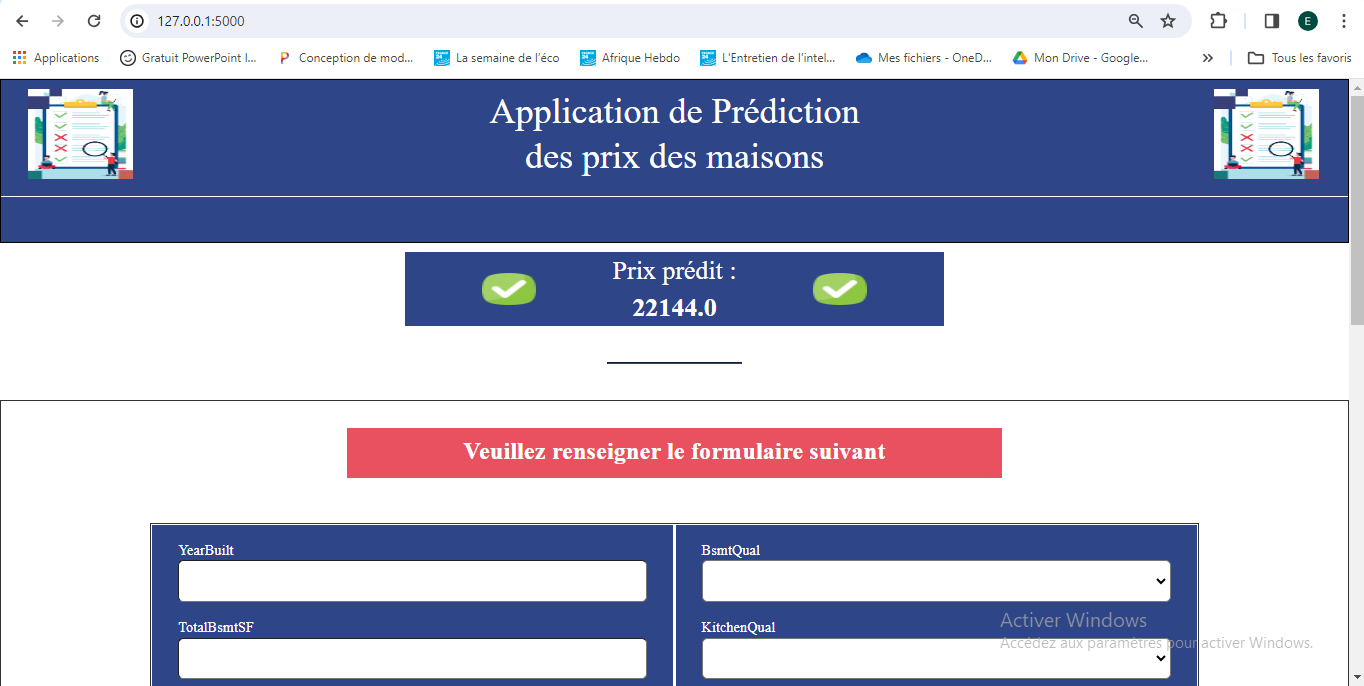 127.0.0.1:5000
E
Applications
Gratuit PowerPoint l...
Conception de mod...
La semaine de l'éco
Afrique Hebdo
L'Entretien de l'intel...
Mes fichiers - OneD...
Mon Drive - Google...
Tous les favoris
Application de Prédiction
des prix des maisons
Prix prédit :
22144.0
Veuillez renseigner le formulaire suivant
YearBuilt
BsmtQual
TotalBsmtSF
KitchenQual
Activer Windows
Accédez aux paramètres pour activer Windows.